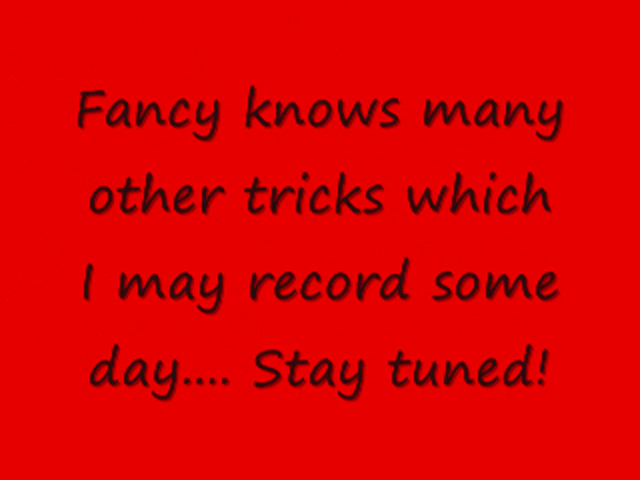 Fancy knows many
other tricks which
I may record some
day.... Stay tuned!